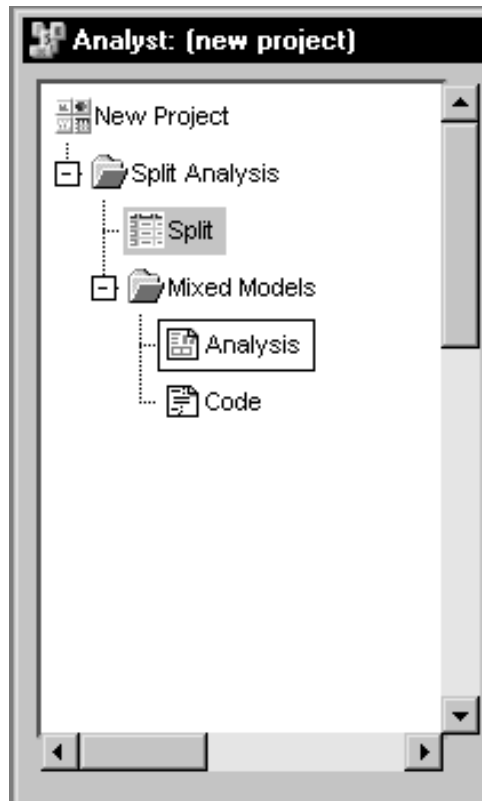 Analyst: (new project)
New Project
Split Analysis
Split
Mixed Models
Analysis
Code